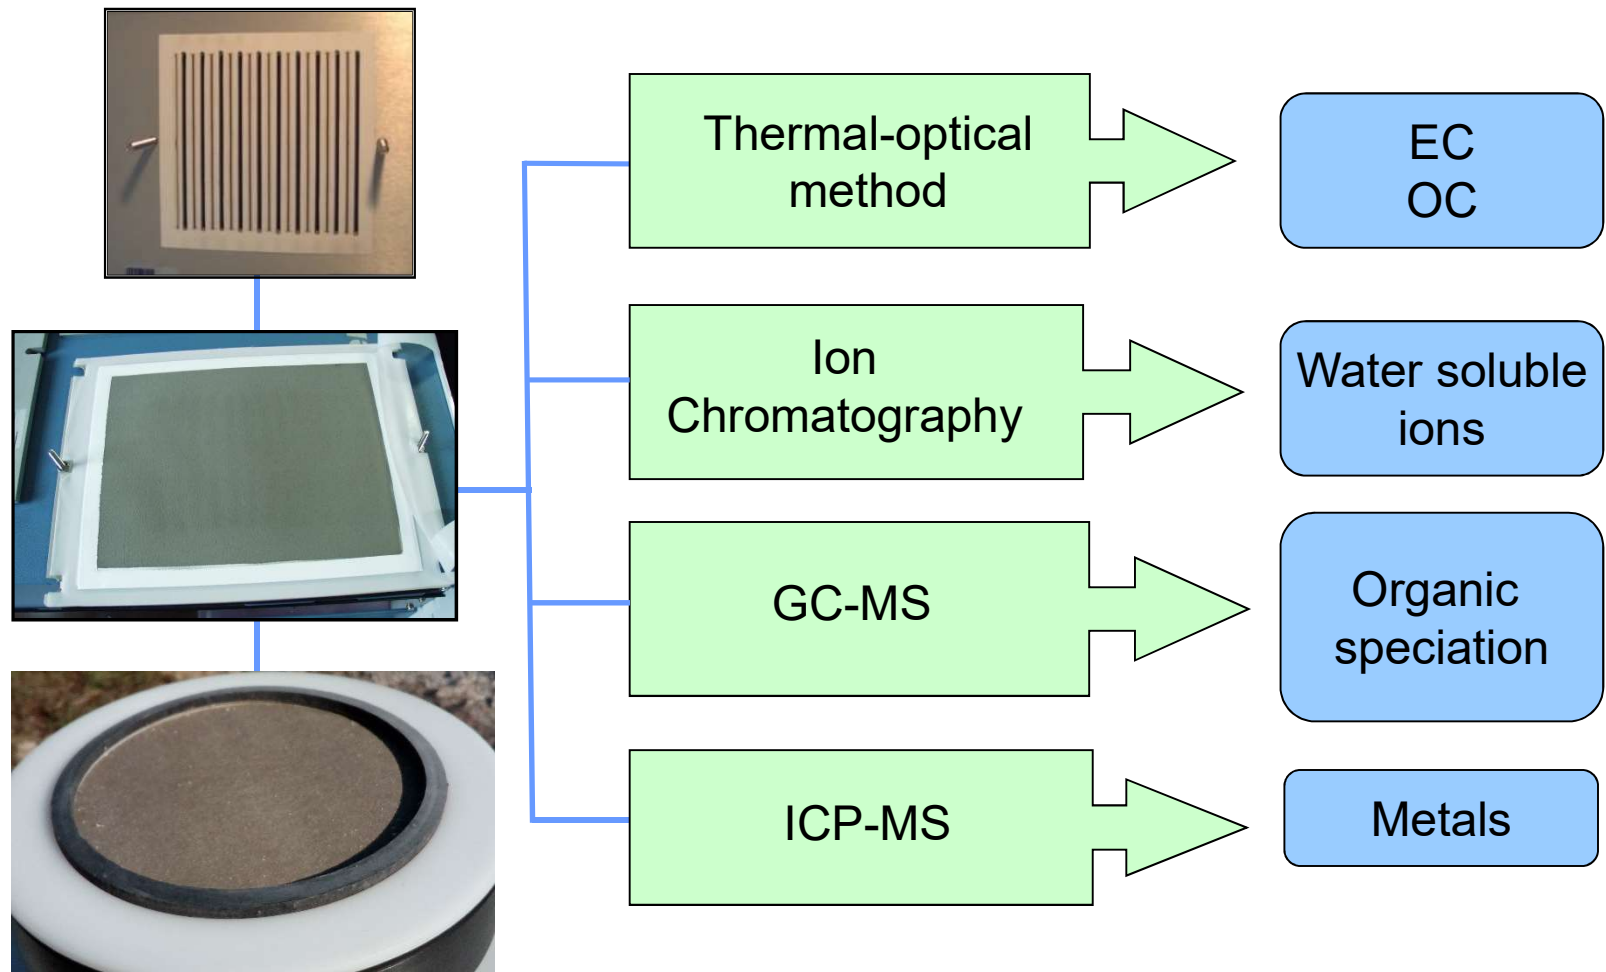 Thermal-optical
method
EC
OC
Ion
Chromatography
Water soluble
ions
GC-MS
Organic
speciation
ICP-MS
Metals